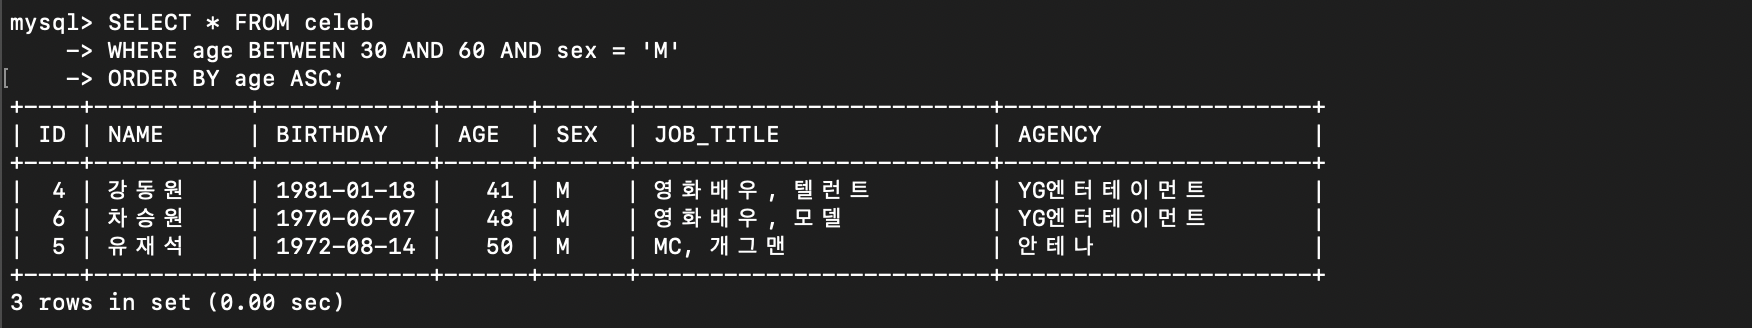 mysql> SELECT * FROM celeb
    -> WHERE age BETWEEN 30 AND 60 AND sex = 'M'
[    -> ORDER BY age ASC;
+----+-----------+------------+------+------+-------------------------+----------------------+
| ID | NAME      | BIRTHDAY   | AGE  | SEX  | JOB_TITLE               | AGENCY               |
+----+-----------+------------+------+------+-------------------------+----------------------+
|  4 | 강동원    | 1981-01-18 |   41 | M    | 영화배우, 텔런트        | YG엔터테이먼트       |
|  6 | 차승원    | 1970-06-07 |   48 | M    | 영화배우, 모델          | YG엔터테이먼트       |
|  5 | 유재석    | 1972-08-14 |   50 | M    | MC, 개그맨              | 안테나               |
+----+-----------+------------+------+------+-------------------------+----------------------+
3 rows in set (0.00 sec)